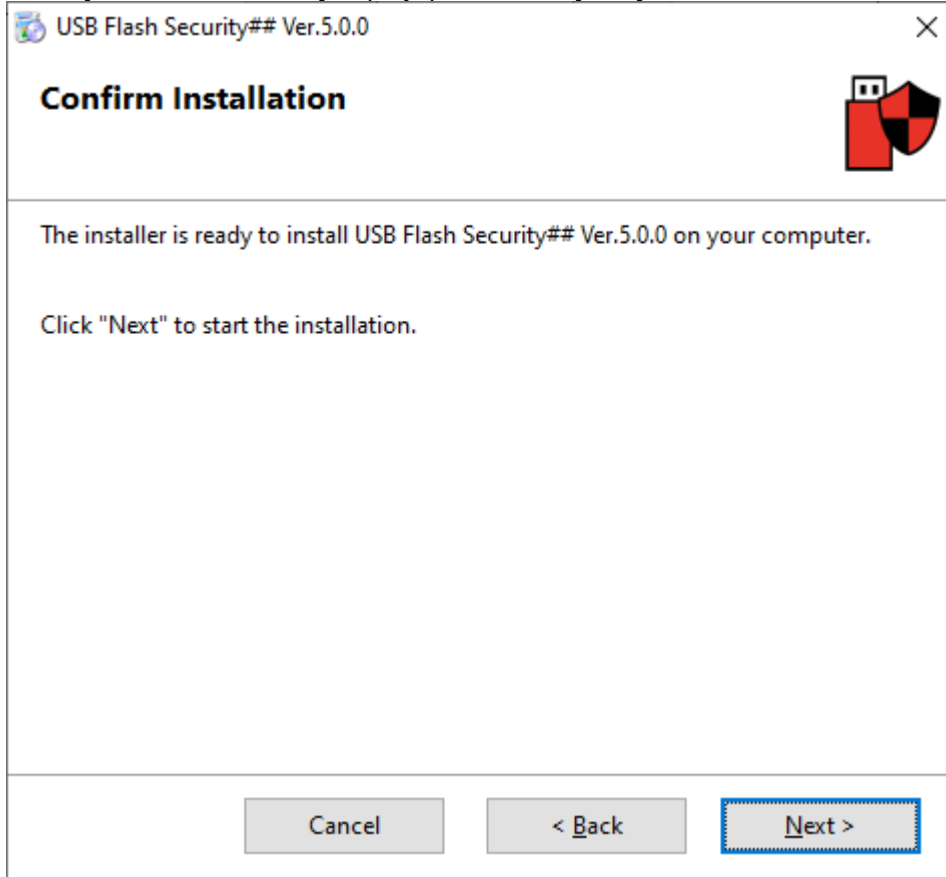 USB Flash Security## Ver.5.0.0
Confirm Installation
The installer is ready to install USB Flash Security## Ver.5.0.0 on your computer.
Click "Next" to start the installation.
Cancel
< Back
Next >